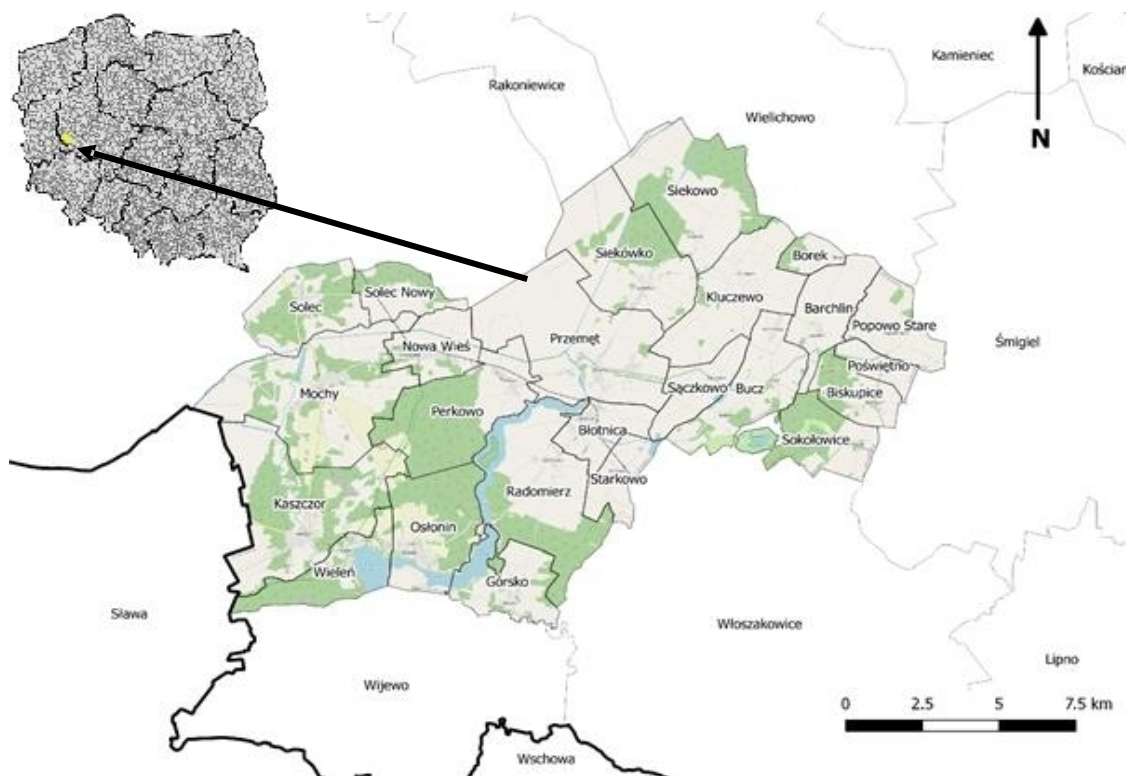 Kamieniec
Kościan
Rakoniewice
Wielichowo
N
Siekowo
Siekówko
Borek
Solec Nowy
Solec
Kluczewo
Barchlin
Popowo Stare
Przemęt
Nowa Wieś
Śmigiel
Poświętno
Mochy
Sączkowo
Bucz
Biskupice
Perkowo
Błotnica
Sokołowice
Starkowo
Radomierz
Kaszczor
Osłonin
Wieleń
Górsko
Sława
Włoszakowice
Lipno
Wijewo
0 2.5 5 7.5 km
Wschowa